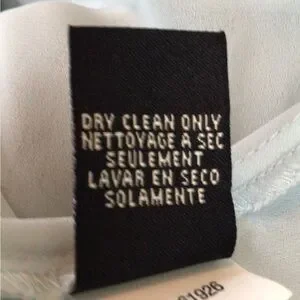 DRY CLEAN ONLY
NETTOYAGE A SEC
SEULEMENT
LAVAR EN SECO
SOLAMENTE